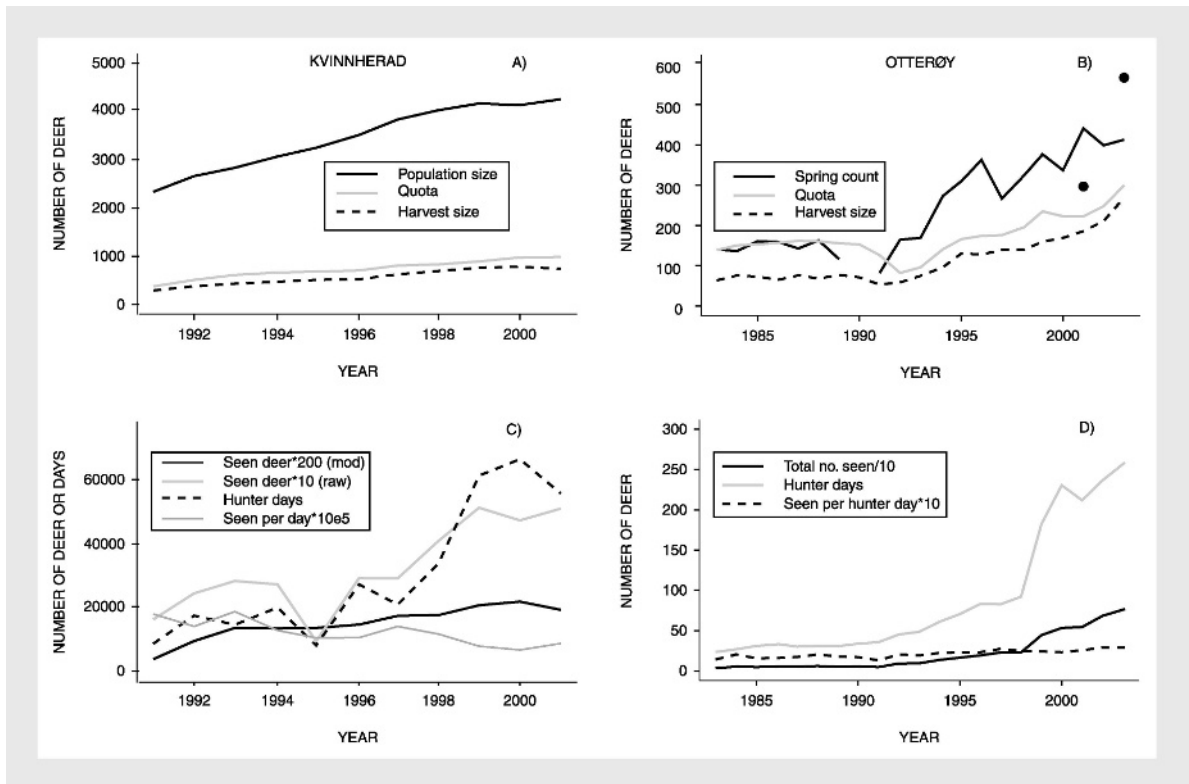 KVINNHERAD
A)
5000
4000
3000
2000
1000
0
NUMBER OF DEER
Population size
Quota
Harvest size
1992
1994
1996
1998
2000
YEAR
OTTERØY
B)
600
500
400
300
200
100
0
NUMBER OF DEER
Spring count
Quota
Harvest size
1985
1990
1995
2000
YEAR
C)
60000
40000
20000
0
NUMBER OF DEER OR DAYS
Seen deer*200 (mod)
Seen deer*10 (raw)
Hunter days
Seen per day*10e5
1992
1994
1996
1998
2000
YEAR
D)
300
250
200
150
100
50
0
NUMBER OF DEER
Total no. seen/10
Hunter days
Seen per hunter day*10
1985
1990
1995
2000
YEAR